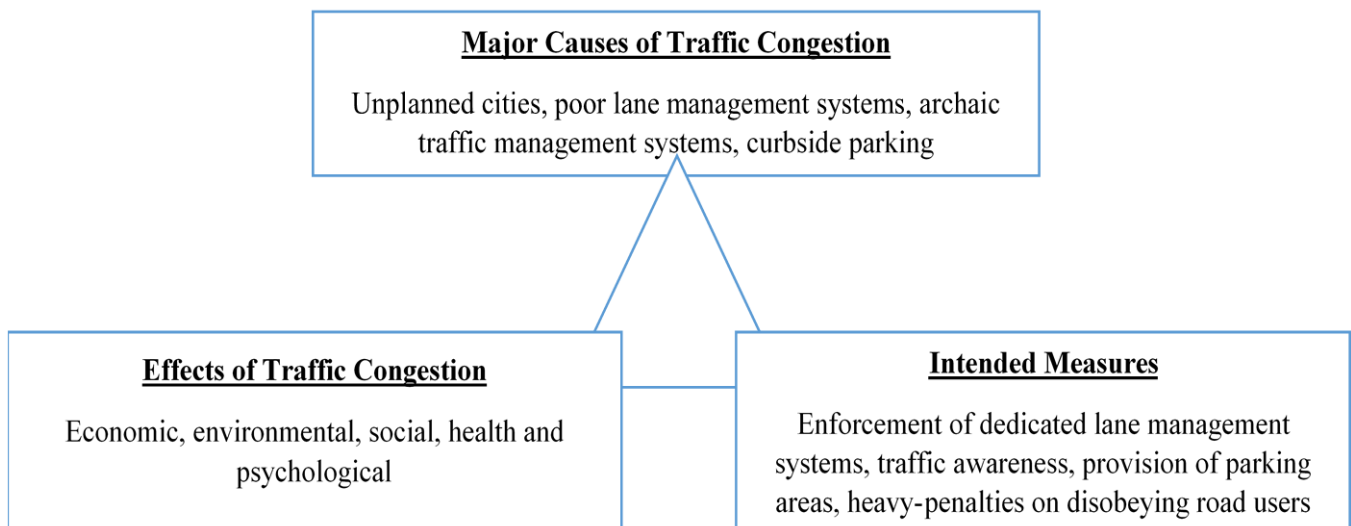 Major Causes of Traffic Congestion
Unplanned cities, poor lane management systems, archaic
traffic management systems, curbside parking
Effects of Traffic Congestion
Economic, environmental, social, health and
psychological
Intended Measures
Enforcement of dedicated lane management
systems, traffic awareness, provision of parking
areas, heavy-penalties on disobeying road users